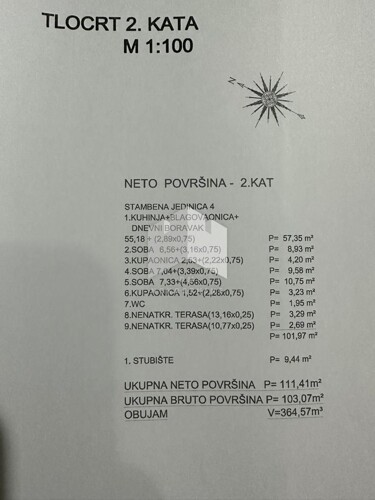 TLOCRT 2. KATA
M 1:100
N
NETO POVRŠINA - 2.KAT
STAMBENA JEDINICA 4
1.KUHINJA+BLAGOVAONICA+
DNEVNI BORAVAK
55,18 + (2,89x0,75) P= 57,35 m²
2.SOBA 6,56+(3,16x0,75) P= 8,93 m²
3.KUPAONICA 2,53+(2,22x0,75) P= 4,20 m²
4.SOBA 7,04+(3,39x0,75) P= 9,58 m²
5.SOBA 7,33+(4,56x0,75) P= 10,75 m²
6.KUPAONICA 1,52+(2,28x0,75) P= 3,23 m²
7.WC P= 1,95 m²
8.NENATKR. TERASA(13,16x0,25) P= 3,29 m²
9.NENATKR. TERASA(10,77x0,25) P= 2,69 m²
P= 101,97 m²
1. STUBIŠTE P= 9,44 m²
UKUPNA NETO POVRŠINA P= 111,41m²
UKUPNA BRUTO POVRŠINA P= 103,07m²
OBUJAM V=364,57m³